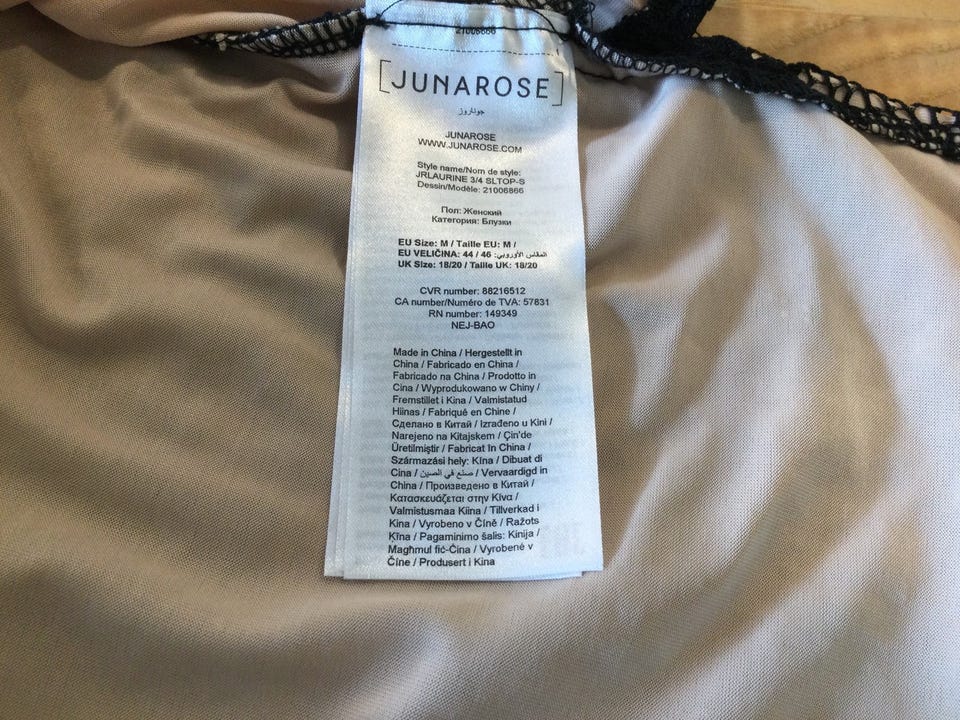 21006866
[JUNAROSE]
جوناروز
JUNAROSE
WWW.JUNAROSE.COM
Style name/Nom de style:
JRLAURINE 3/4 SLTOP-S
Dessin/Modèle: 21006866
Пол: Женский
Категория: Блузки
EU Size: M / Taille EU: M /
EU VELIČINA: 44 / 46 :المقاس الأوروبي
UK Size: 18/20 / Taille UK: 18/20
CVR number: 88216512
CA number/Numéro de TVA: 57831
RN number: 149349
NEJ-BAO
Made in China / Hergestellt in
China / Fabricado en China /
Fabricado na China / Prodotto in
Cina / Wyprodukowano w Chiny /
Fremstillet i Kina / Valmistatud
Hiinas / Fabriqué en Chine /
Сделано в Китай / Izrađeno u Kini /
Narejeno na Kitajskem / Çin'de
Üretilmiştir / Fabricat în China /
Származási hely: Kína / Dibuat di
Cina / صنع في الصين / Vervaardigd in
China / Произведено в Китай /
Κατασκευάζεται στην Κίνα /
Valmistusmaa Kiina / Tillverkad i
Kina / Vyrobeno v Číně / Ražots
Ķīna / Pagaminimo šalis: Kinija /
Maghmul fiċ-Ċina / Vyrobené v
Číne / Produsert i Kina